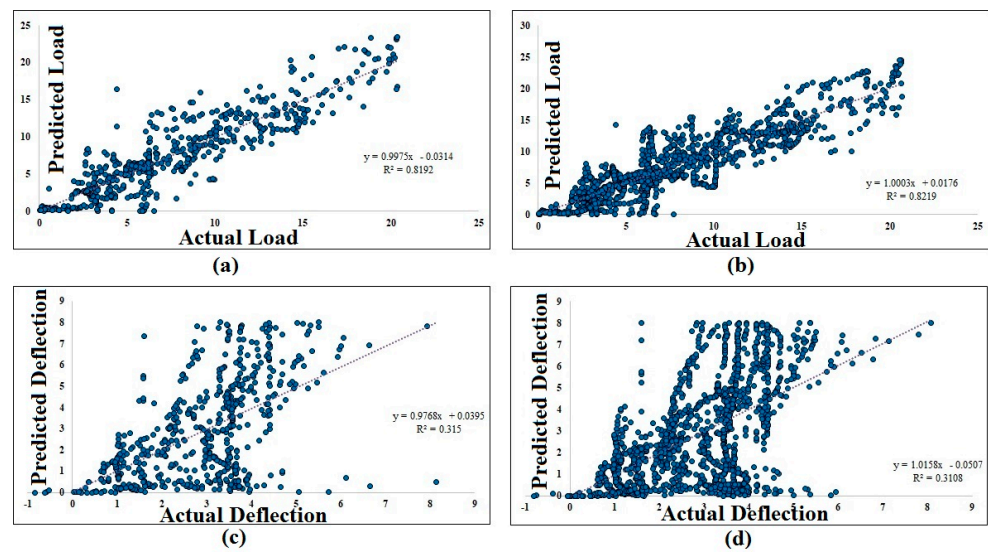 25
20
15
10
5
0
Predicted Load
y = 0.9975x - 0.0314
R² = 0.8192
0 5 10 15 20 25
Actual Load
(a)
30
25
20
15
10
5
0
Predicted Load
y = 1.0003x + 0.0176
R² = 0.8219
0 5 10 15 20 25
Actual Load
(b)
9
8
7
6
5
4
3
2
1
0
Predicted Deflection
y = 0.9768x + 0.0395
R² = 0.315
-1 0 1 2 3 4 5 6 7 8 9
Actual Deflection
(c)
9
8
7
6
5
4
3
2
1
0
Predicted Deflection
y = 1.0158x - 0.0507
R² = 0.3108
-1 0 1 2 3 4 5 6 7 8 9
Actual Deflection
(d)